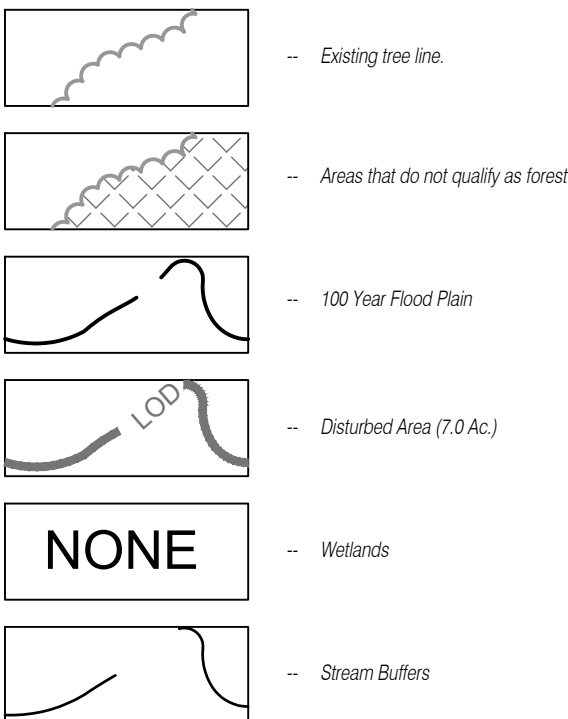 -- Existing tree line.
-- Areas that do not qualify as forest
-- 100 Year Flood Plain
LOD -- Disturbed Area (7.0 Ac.)
NONE -- Wetlands
-- Stream Buffers